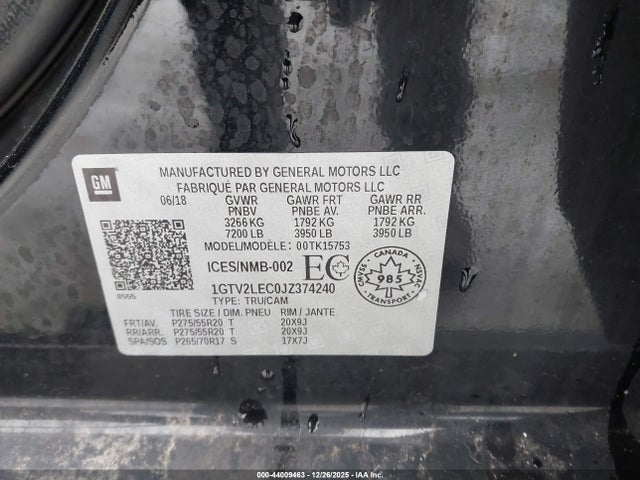 GM
MANUFACTURED BY GENERAL MOTORS LLC
FABRIQUÉ PAR GENERAL MOTORS LLC
06/18 GVWR GAWR FRT GAWR RR
PNBV PNBE AV. PNBE ARR.
3266 KG 1792 KG 1792 KG
7200 LB 3950 LB 3950 LB
MODEL/MODÈLE: 00TK15753
ICES/NMB-002 EC
CANADA
CMVSS 985 NSVAC
TRANSPORT
8555
1GTV2LEC0JZ374240
TYPE: TRU/CAM
TIRE SIZE / DIM. PNEU RIM / JANTE
FRT/AV. P275/55R20 T 20X9J
RR/ARR. P275/55R20 T 20X9J
SPA/SOS P265/70R17 S 17X7J
000-44009463 - 12/26/2025 - IAA Inc.